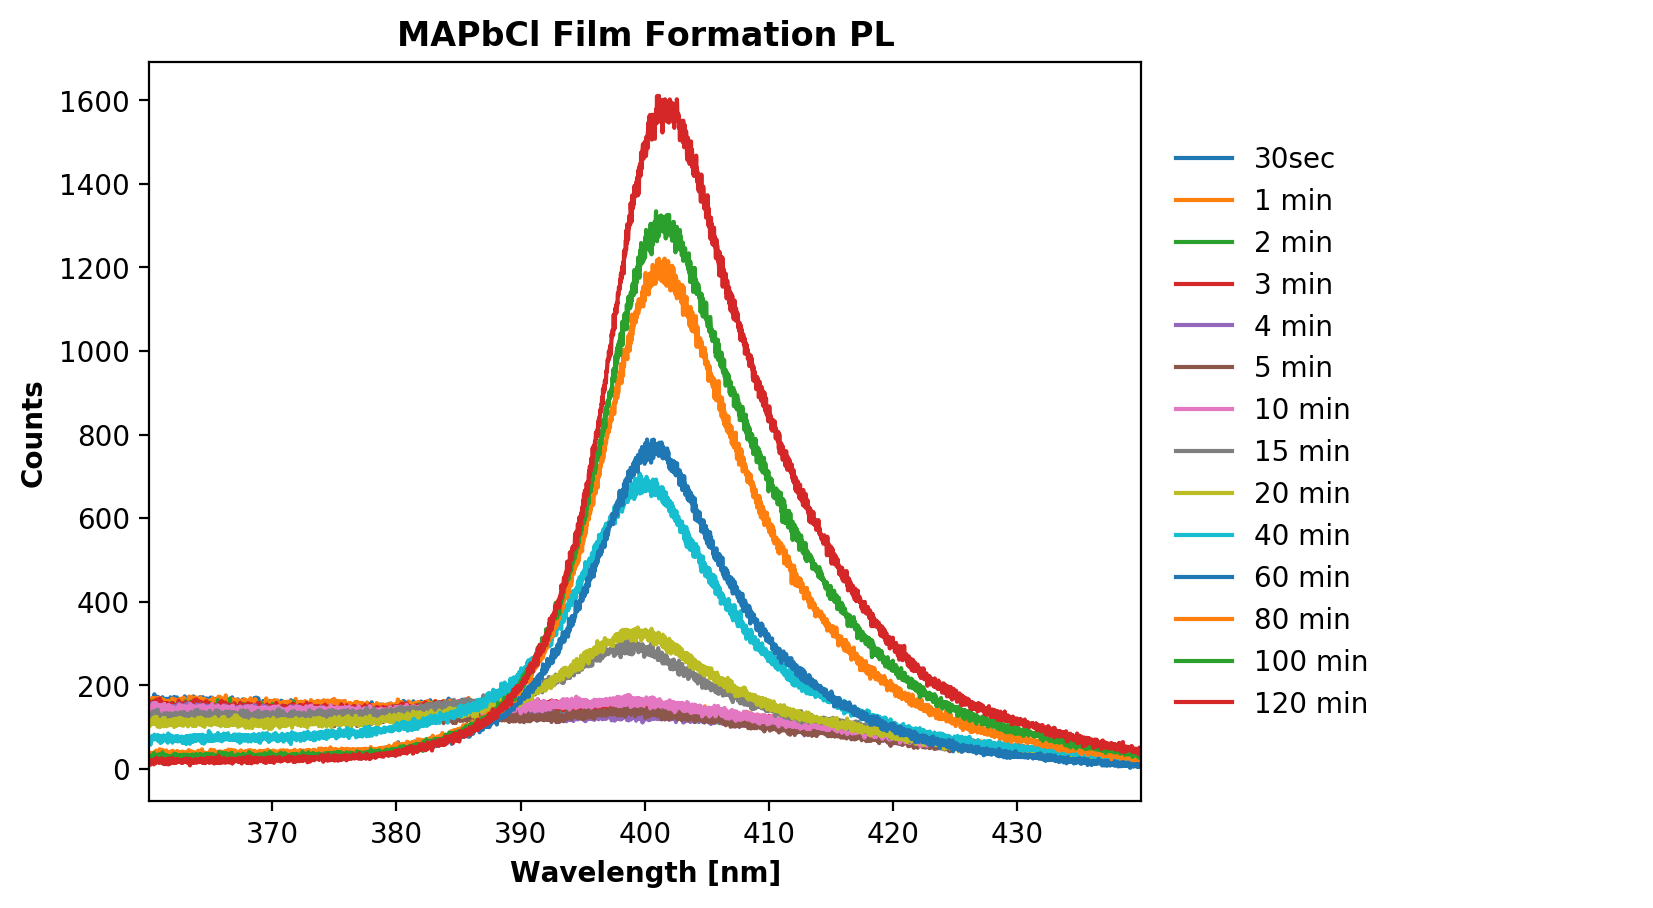 MAPbCl Film Formation PL
1600
1400
1200
1000
800
600
400
200
0
Counts
370 380 390 400 410 420 430
Wavelength [nm]
30sec
1 min
2 min
3 min
4 min
5 min
10 min
15 min
20 min
40 min
60 min
80 min
100 min
120 min